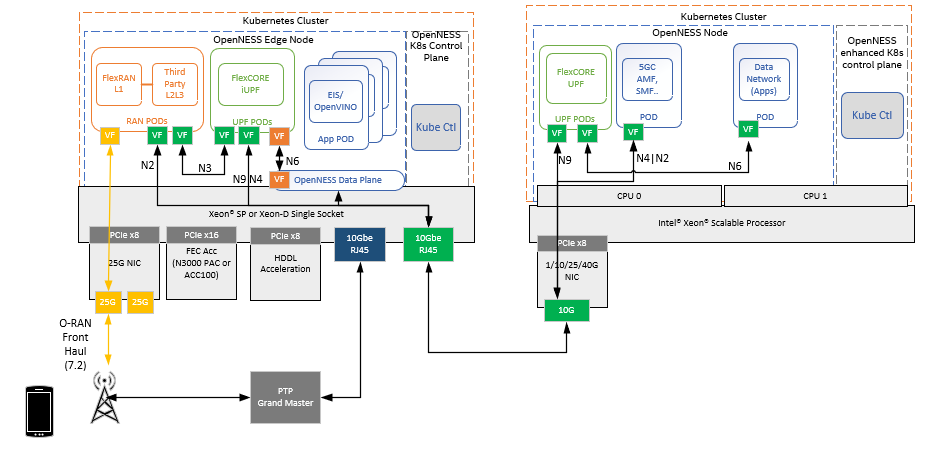 Kubernetes Cluster
OpenNESS Edge Node
OpenNESS
K8s Control
Plane
FlexRAN
L1
Third
Party
L2L3
RAN PODs
FlexCORE
iUPF
UPF PODs
EIS/
OpenVINO
App POD
Kube Ctl
VF
VF
VF
VF
VF
VF
N2
N3
N9
N4
N6
VF
OpenNESS Data Plane
Xeon® SP or Xeon-D Single Socket
PCIe x8
25G NIC
PCIe x16
FEC Acc
(N3000 PAC or
ACC100)
PCIe x8
HDDL
Acceleration
10Gbe
RJ45
10Gbe
RJ45
25G
25G
O-RAN
Front
Haul
(7.2)
PTP
Grand Master
Kubernetes Cluster
OpenNESS Node
OpenNESS
enhanced K8s
control plane
FlexCORE
UPF
UPF PODs
5GC
AMF,
SMF..
POD
Data
Network
(Apps)
POD
Kube Ctl
VF
VF
VF
VF
N9
N4|N2
N6
CPU 0
CPU 1
Intel® Xeon® Scalable Processor
PCIe x8
1/10/25/40G
NIC
10G